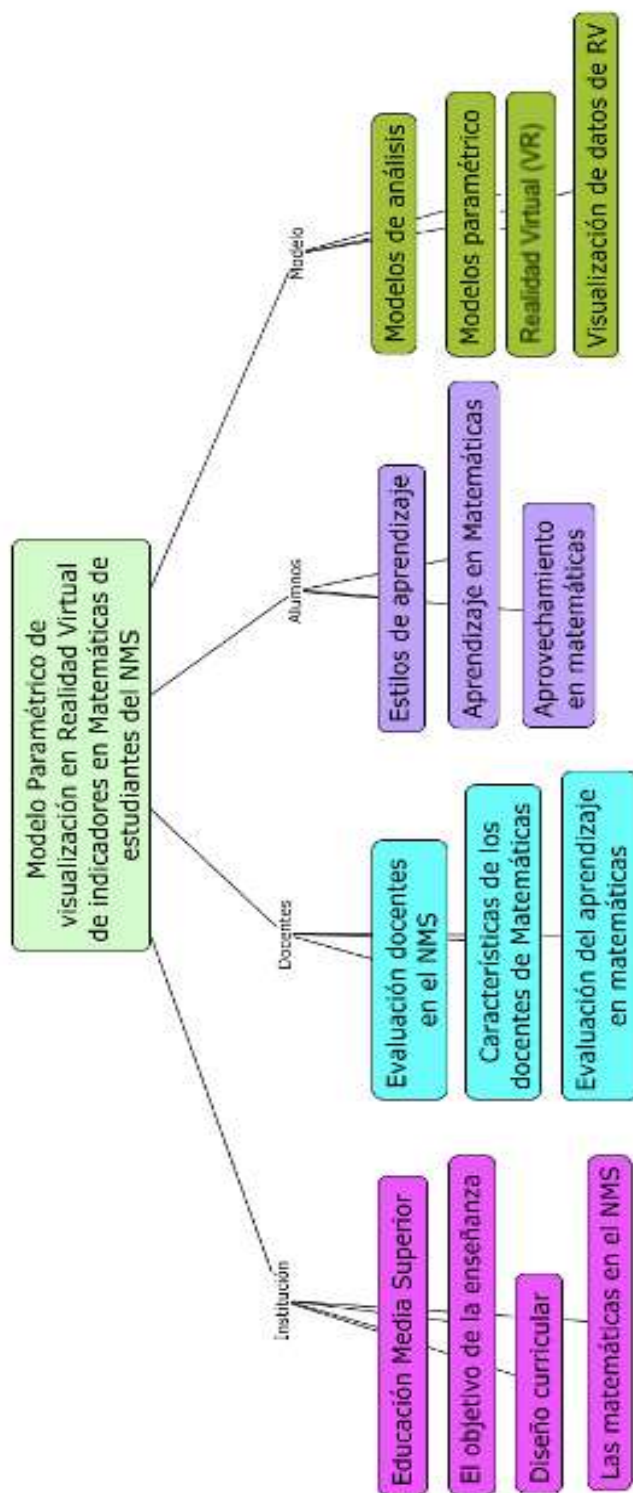 Modelo Paramétrico de
visualización en Realidad Virtual
de indicadores en Matemáticas de
estudiantes del NMS
Institución
Educación Media Superior
El objetivo de la enseñanza
Diseño curricular
Las matemáticas en el NMS
Docentes
Evaluación docentes
en el NMS
Características de los
docentes de Matemáticas
Evaluación del aprendizaje
en matemáticas
Alumnos
Estilos de aprendizaje
Aprendizaje en Matemáticas
Aprovechamiento
en matemáticas
Modelo
Modelos de análisis
Modelos paramétrico
Realidad Virtual (VR)
Visualización de datos de RV